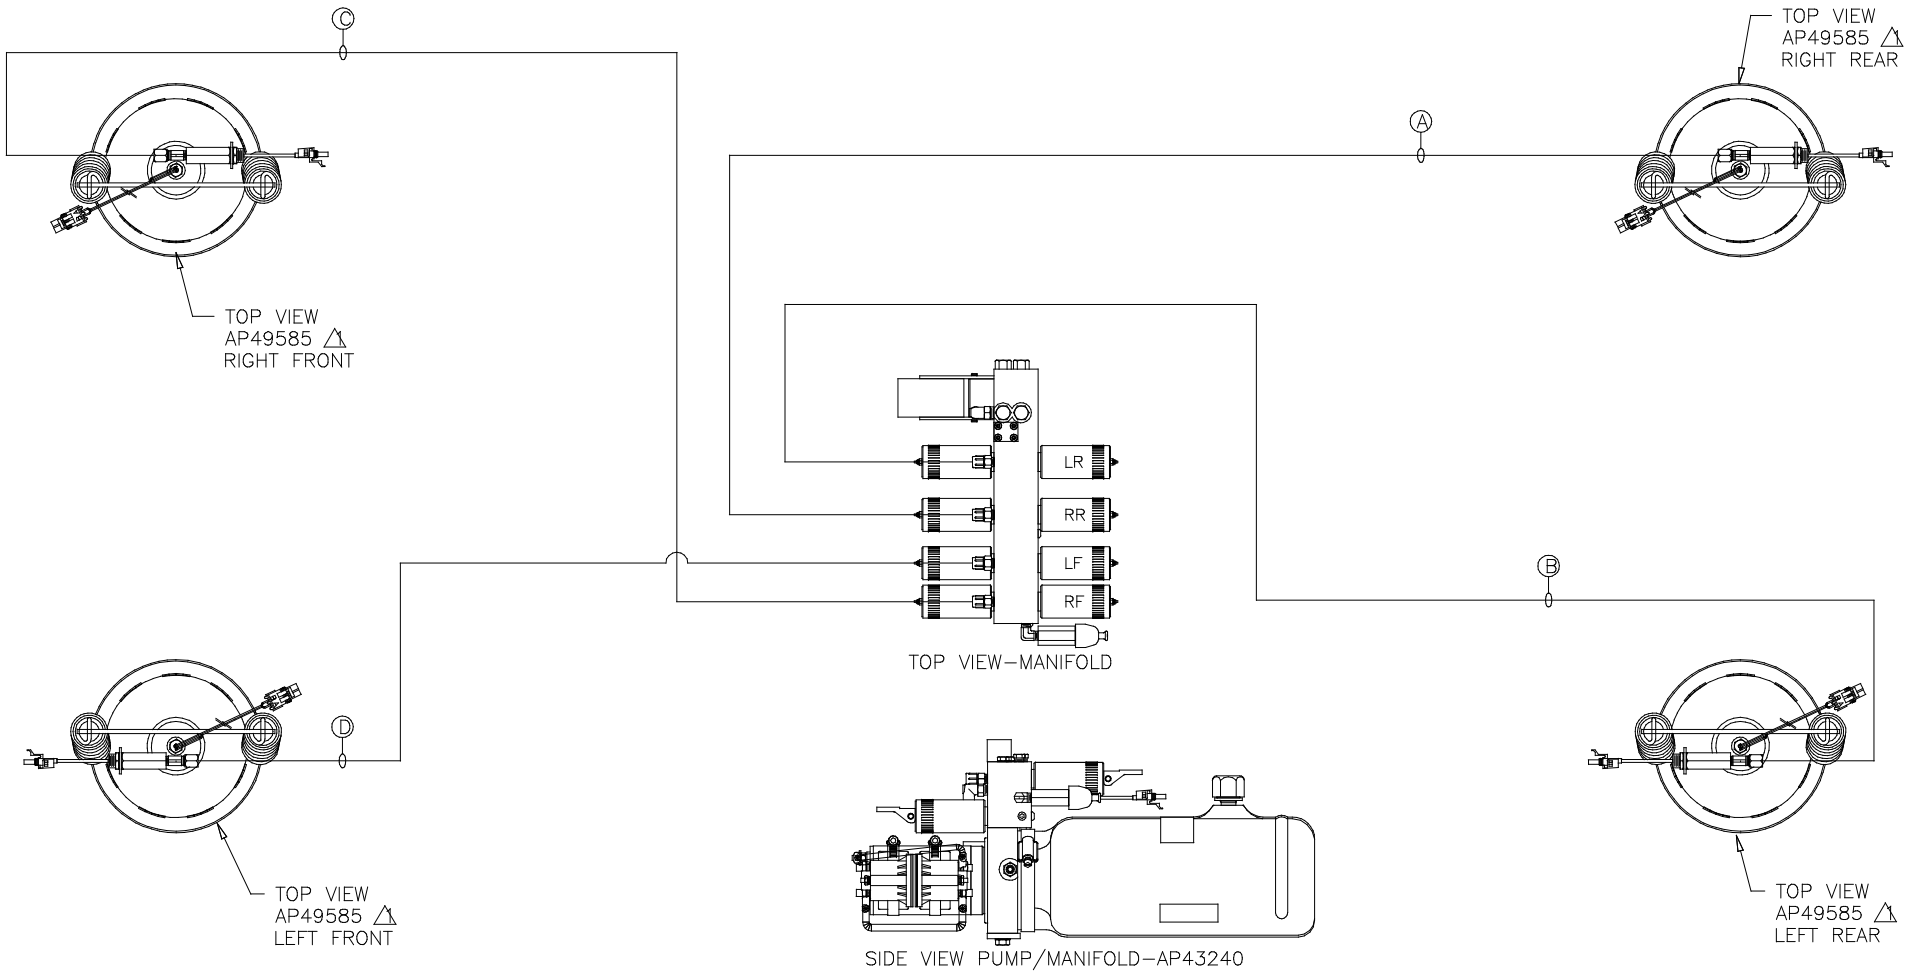 C
TOP VIEW
AP49585 1
RIGHT REAR
A
TOP VIEW
AP49585 1
RIGHT FRONT
LR
RR
LF
RF
B
TOP VIEW-MANIFOLD
D
TOP VIEW
AP49585 1
LEFT FRONT
TOP VIEW
AP49585 1
LEFT REAR
SIDE VIEW PUMP/MANIFOLD-AP43240